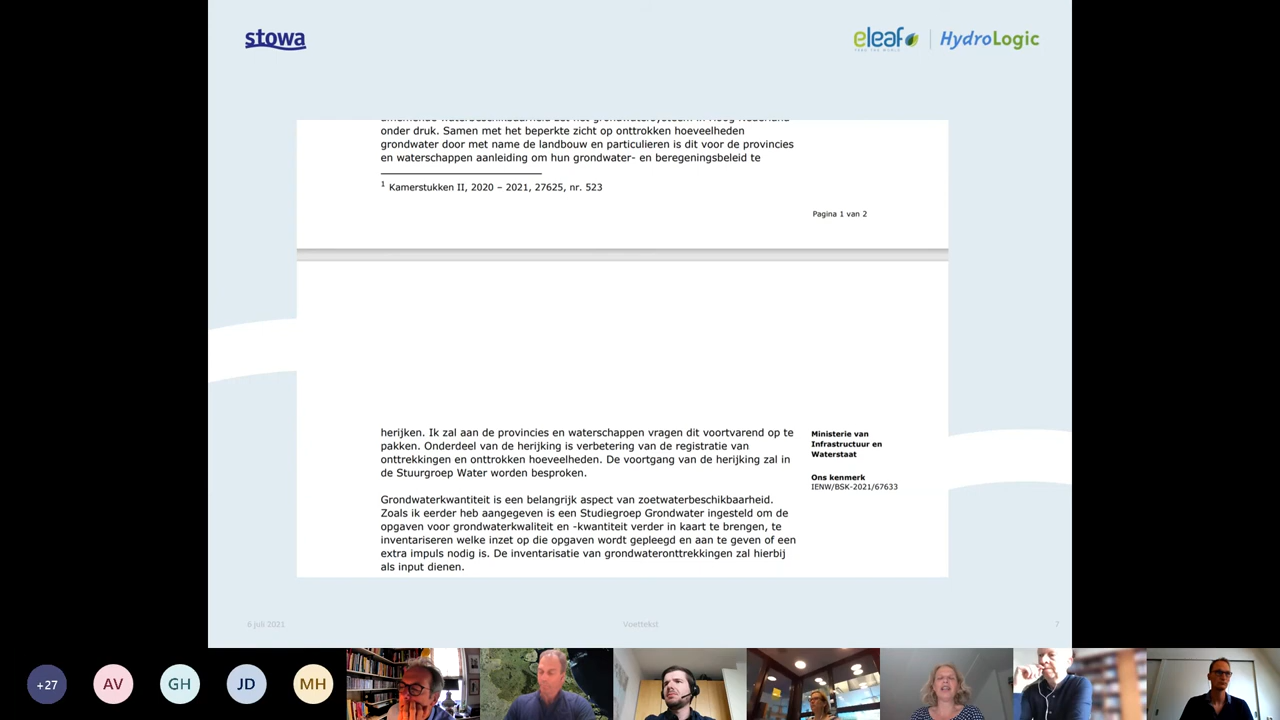 stowa
eleaf
HydroLogic
onder druk. Samen met het beperkte zicht op onttrokken hoeveelheden
grondwater door met name de landbouw en particulieren is dit voor de provincies
en waterschappen aanleiding om hun grondwater- en beregeningsbeleid te
1 Kamerstukken II, 2020 – 2021, 27625, nr. 523
Pagina 1 van 2
herijken. Ik zal aan de provincies en waterschappen vragen dit voortvarend op te
pakken. Onderdeel van de herijking is verbetering van de registratie van
onttrekkingen en onttrokken hoeveelheden. De voortgang van de herijking zal in
de Stuurgroep Water worden besproken.
Ministerie van
Infrastructuur en
Waterstaat
Ons kenmerk
IENW/BSK-2021/67633
Grondwaterkwantiteit is een belangrijk aspect van zoetwaterbeschikbaarheid.
Zoals ik eerder heb aangegeven is een Studiegroep Grondwater ingesteld om de
opgaven voor grondwaterkwaliteit en -kwantiteit verder in kaart te brengen, te
inventariseren welke inzet op die opgaven wordt gepleegd en aan te geven of een
extra impuls nodig is. De inventarisatie van grondwateronttrekkingen zal hierbij
als input dienen.
6 juli 2021
Voettekst
7
+27
AV
GH
JD
MH